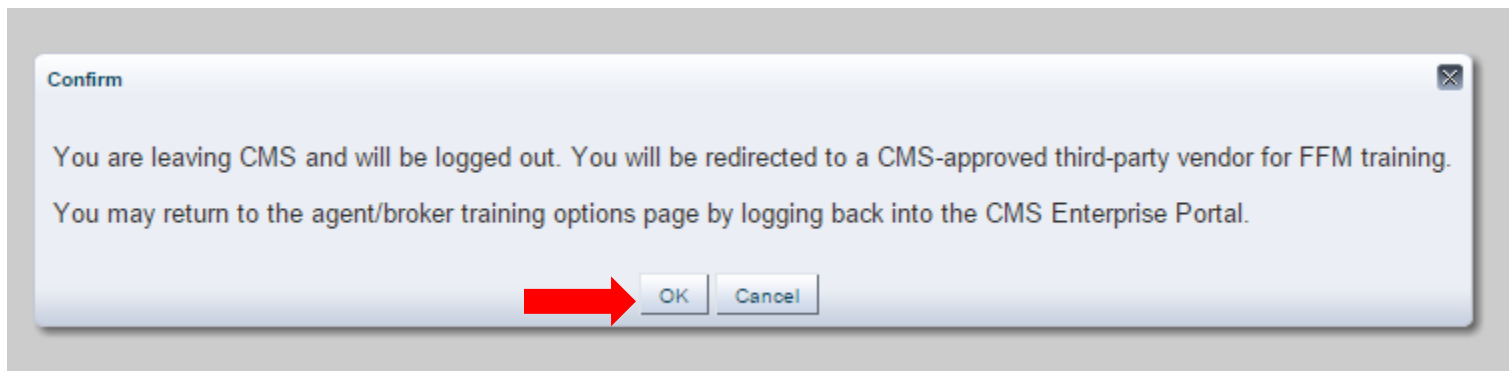 Confirm
You are leaving CMS and will be logged out. You will be redirected to a CMS-approved third-party vendor for FFM training.
You may return to the agent/broker training options page by logging back into the CMS Enterprise Portal.
OK Cancel